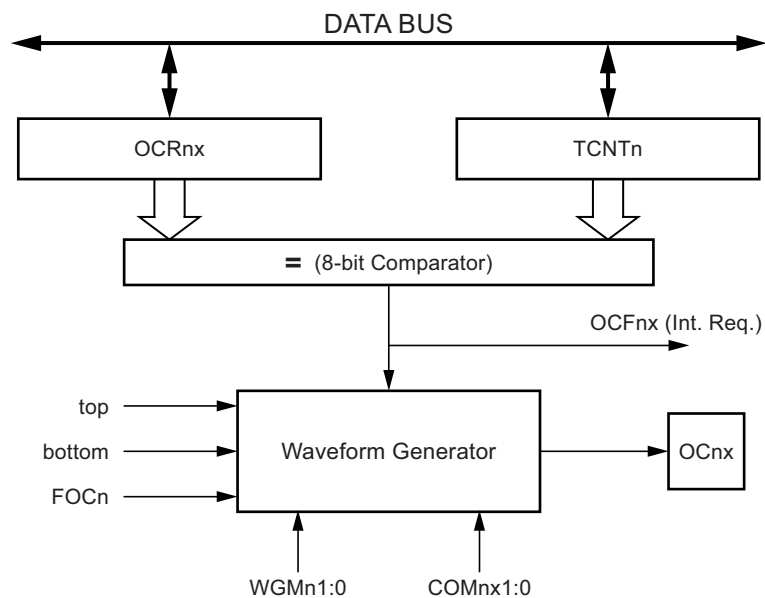 DATA BUS
OCRnx
TCNTn
= (8-bit Comparator)
OCFnx (Int. Req.)
top
bottom
FOCn
Waveform Generator
OCnx
WGMn1:0
COMnx1:0